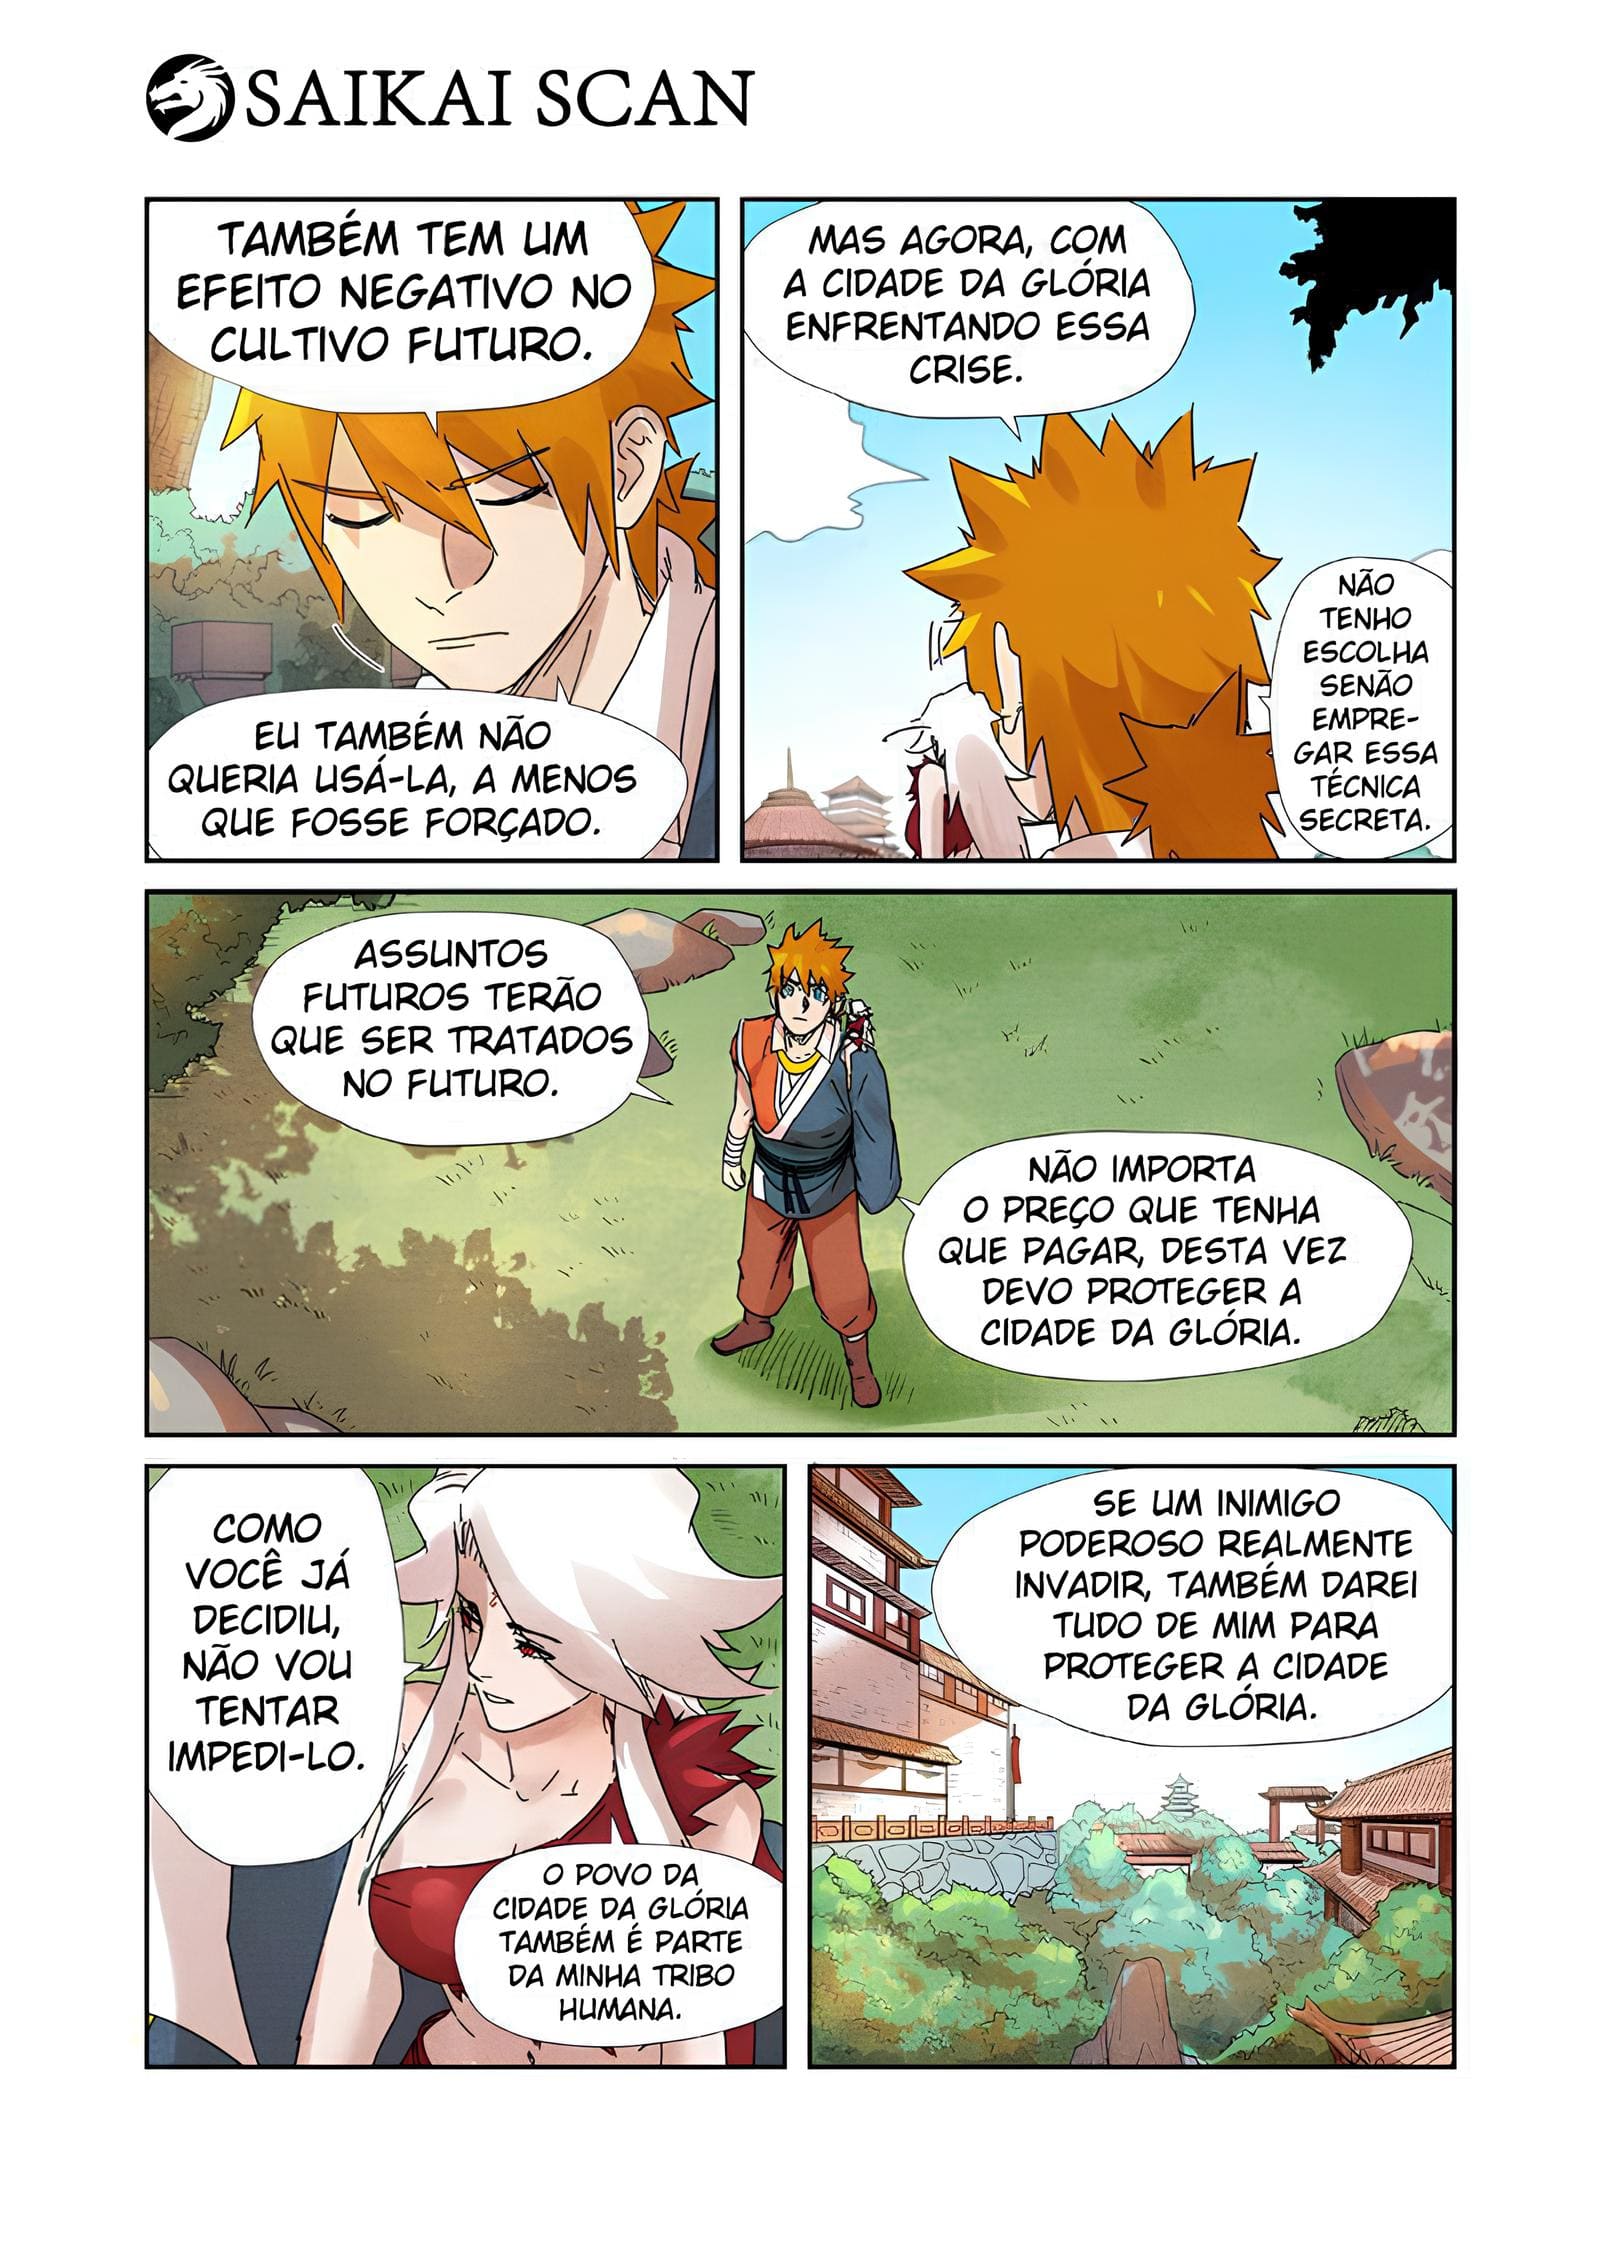 SAIKAI SCAN
TAMBÉM TEM UM
EFEITO NEGATIVO NO
CULTIVO FUTURO.
EU TAMBÉM NÃO
QUERIA USÁ-LA, A MENOS
QUE FOSSE FORÇADO.
MAS AGORA, COM
A CIDADE DA GLÓRIA
ENFRENTANDO ESSA
CRISE.
NÃO
TENHO
ESCOLHA
SENÃO
EMPRE-
GAR ESSA
TÉCNICA
SECRETA.
ASSUNTOS
FUTUROS TERÃO
QUE SER TRATADOS
NO FUTURO.
NÃO IMPORTA
O PREÇO QUE TENHA
QUE PAGAR, DESTA VEZ
DEVO PROTEGER A
CIDADE DA GLÓRIA.
COMO
VOCÊ JÁ
DECIDIU,
NÃO VOU
TENTAR
IMPEDI-LO.
O POVO DA
CIDADE DA GLÓRIA
TAMBÉM É PARTE
DA MINHA TRIBO
HUMANA.
SE UM INIMIGO
PODEROSO REALMENTE
INVADIR, TAMBÉM DAREI
TUDO DE MIM PARA
PROTEGER A CIDADE
DA GLÓRIA.